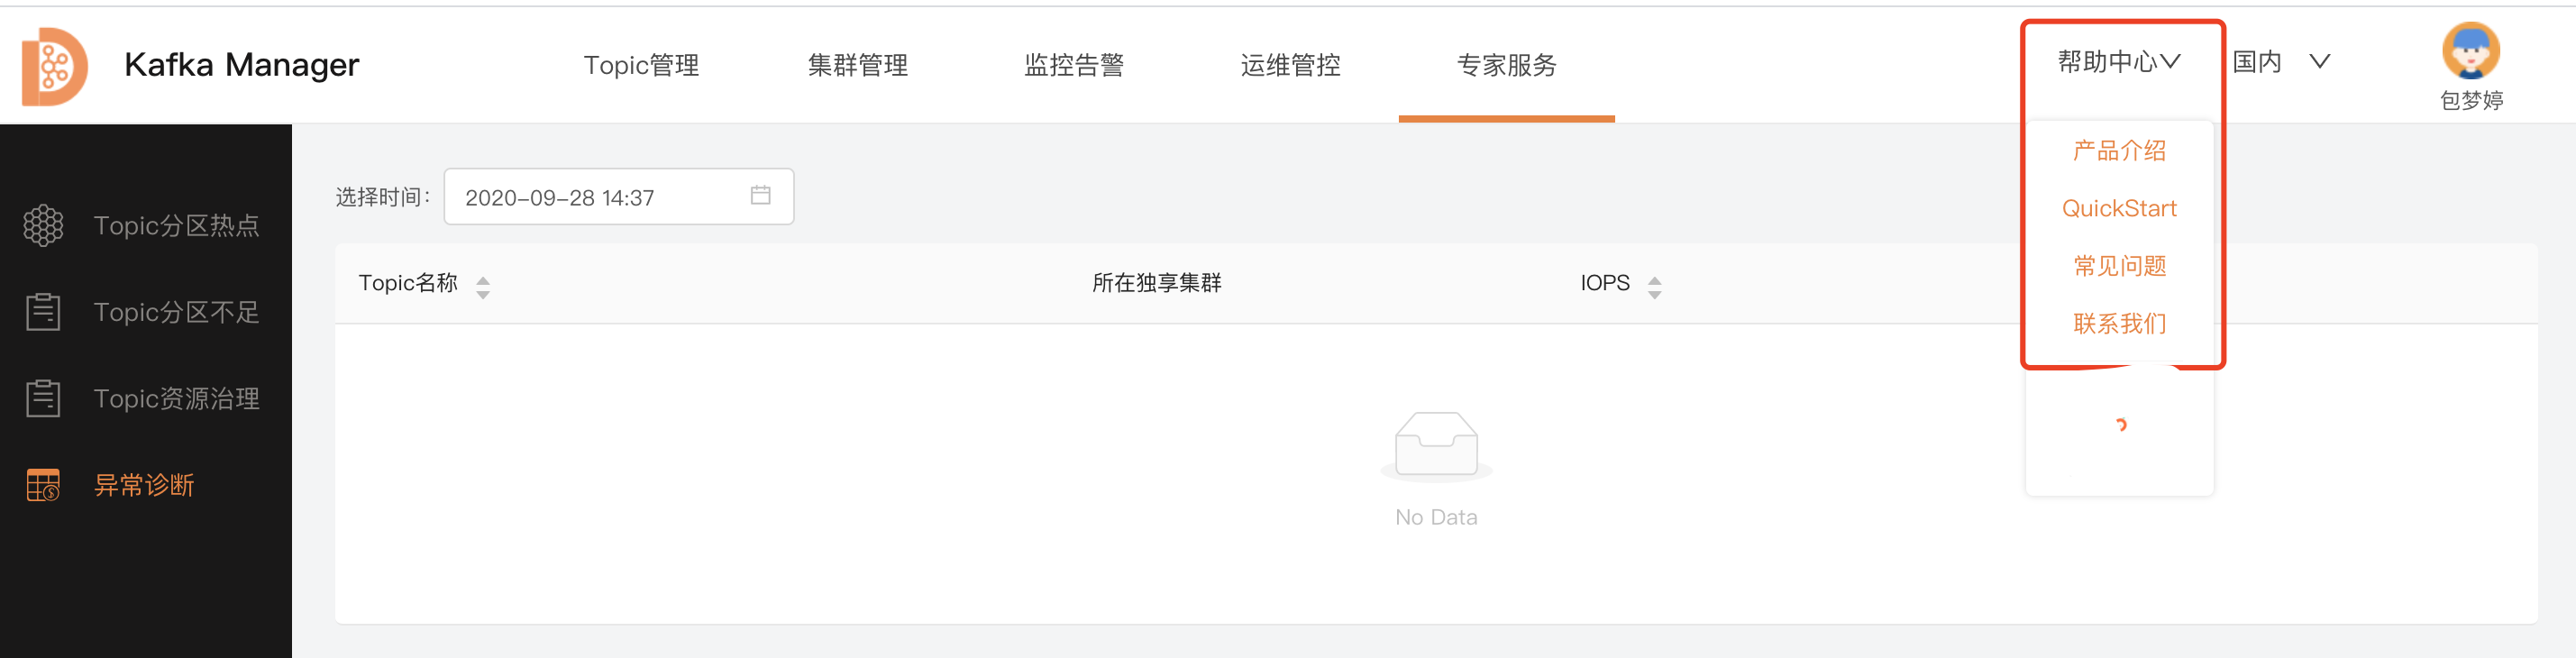 Kafka Manager
Topic管理
集群管理
监控告警
运维管控
专家服务
帮助中心
国内
包梦婷
产品介绍
QuickStart
常见问题
联系我们
Topic分区热点
Topic分区不足
Topic资源治理
异常诊断
选择时间：
2020-09-28 14:37
Topic名称
所在独享集群
IOPS
No Data